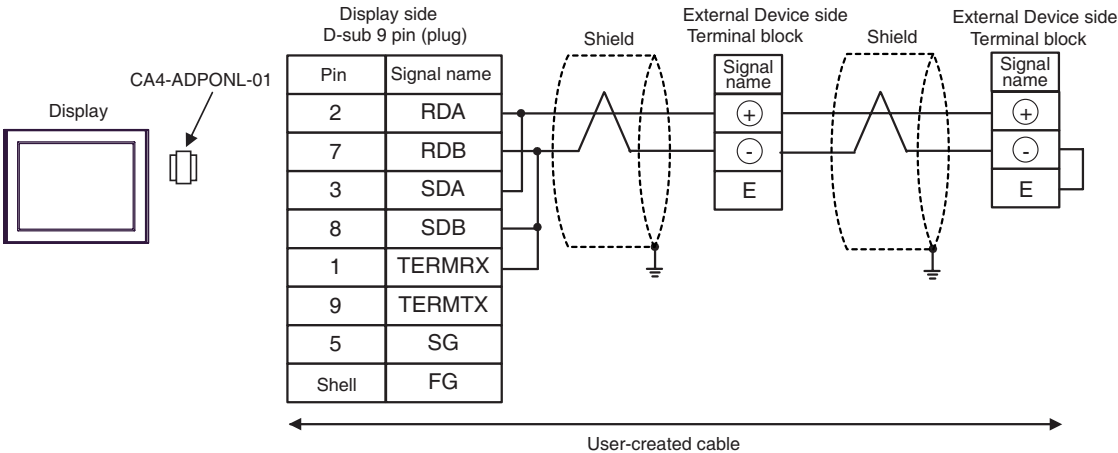 Display side
D-sub 9 pin (plug)
Shield
External Device side
Terminal block
Shield
External Device side
Terminal block
CA4-ADPONL-01
Display
Pin Signal name
2 RDA
7 RDB
3 SDA
8 SDB
1 TERMRX
9 TERMTX
5 SG
Shell FG
Signal
name
+
-
E
Signal
name
+
-
E
User-created cable